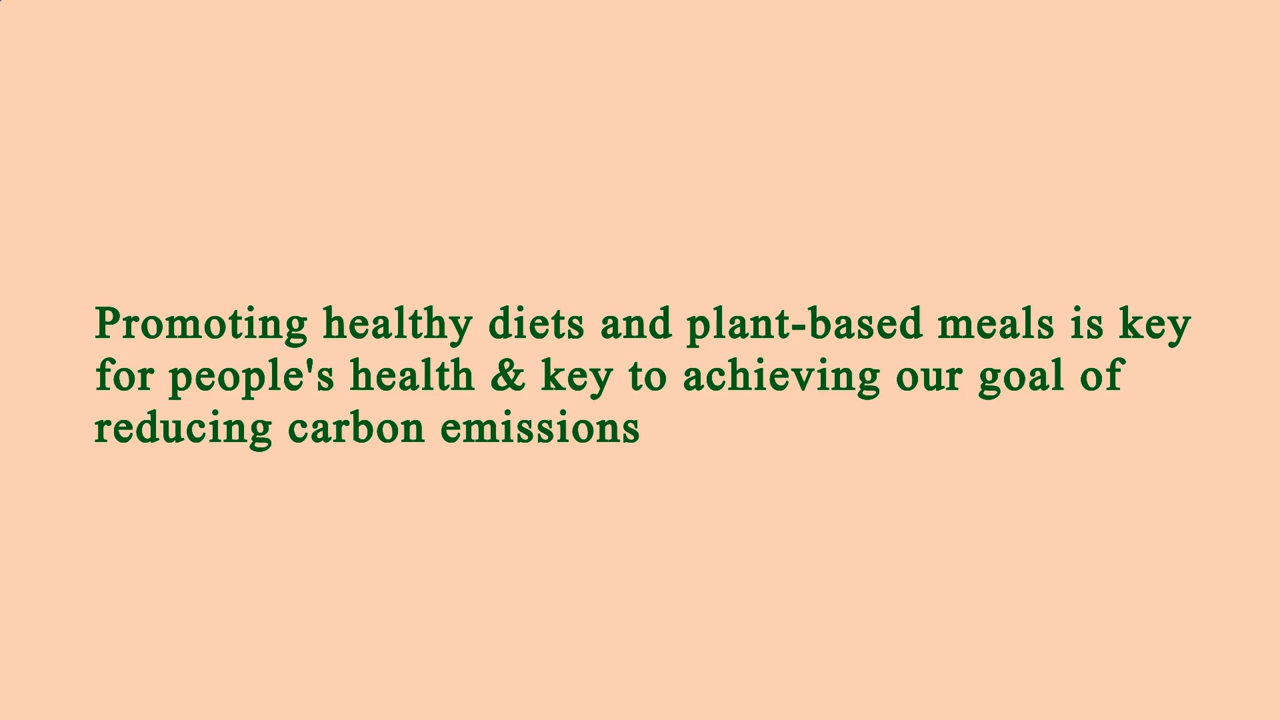 Promoting healthy diets and plant-based meals is key
for people's health & key to achieving our goal of
reducing carbon emissions